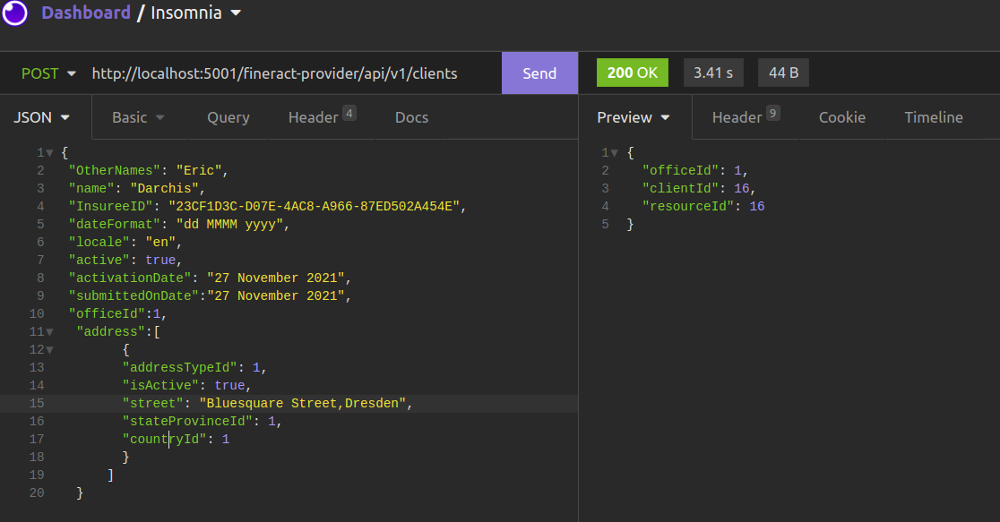 Dashboard / Insomnia
POST http://localhost:5001/fineract-provider/api/v1/clients Send 200 OK 3.41 s 44 B
JSON Basic Query Header 4 Docs Preview Header 9 Cookie Timeline
1 {
2 "OtherNames": "Eric",
3 "name": "Darchis",
4 "InsureeID": "23CF1D3C-D07E-4AC8-A966-87ED502A454E",
5 "dateFormat": "dd MMMM yyyy",
6 "locale": "en",
7 "active": true,
8 "activationDate": "27 November 2021",
9 "submittedOnDate":"27 November 2021",
10 "officeId":1,
11 "address":[
12 {
13 "addressTypeId": 1,
14 "isActive": true,
15 "street": "Bluesquare Street,Dresden",
16 "stateProvinceId": 1,
17 "countryId": 1
18 }
19 ]
20 }
1 {
2 "officeId": 1,
3 "clientId": 16,
4 "resourceId": 16
5 }